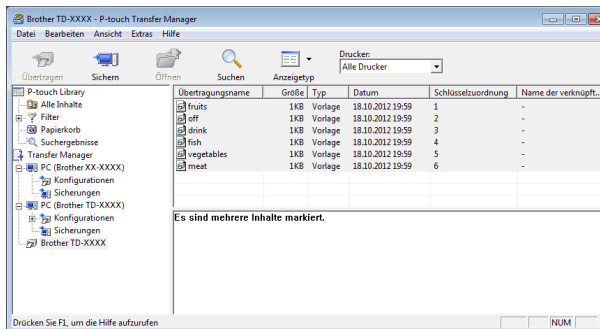 Brother TD-XXXX - P-touch Transfer Manager
Datei Bearbeiten Ansicht Extras Hilfe
Übertragen Sichern Öffnen Suchen Anzeigetyp Drucker: Alle Drucker
P-touch Library
Alle Inhalte
Filter
Papierkorb
Suchergebnisse
Transfer Manager
PC (Brother XX-XXXX)
Konfigurationen
Sicherungen
PC (Brother TD-XXXX)
Konfigurationen
Sicherungen
Brother TD-XXXX
Übertragungsname Größe Typ Datum Schlüsselzuordnung Name der verknüpft...
fruits 1KB Vorlage 18.10.2012 19:59 1 -
off 1KB Vorlage 18.10.2012 19:59 2 -
drink 1KB Vorlage 18.10.2012 19:59 3 -
fish 1KB Vorlage 18.10.2012 19:59 4 -
vegetables 1KB Vorlage 18.10.2012 19:59 5 -
meat 1KB Vorlage 18.10.2012 19:59 6 -
Es sind mehrere Inhalte markiert.
Drücken Sie F1, um die Hilfe aufzurufen NUM